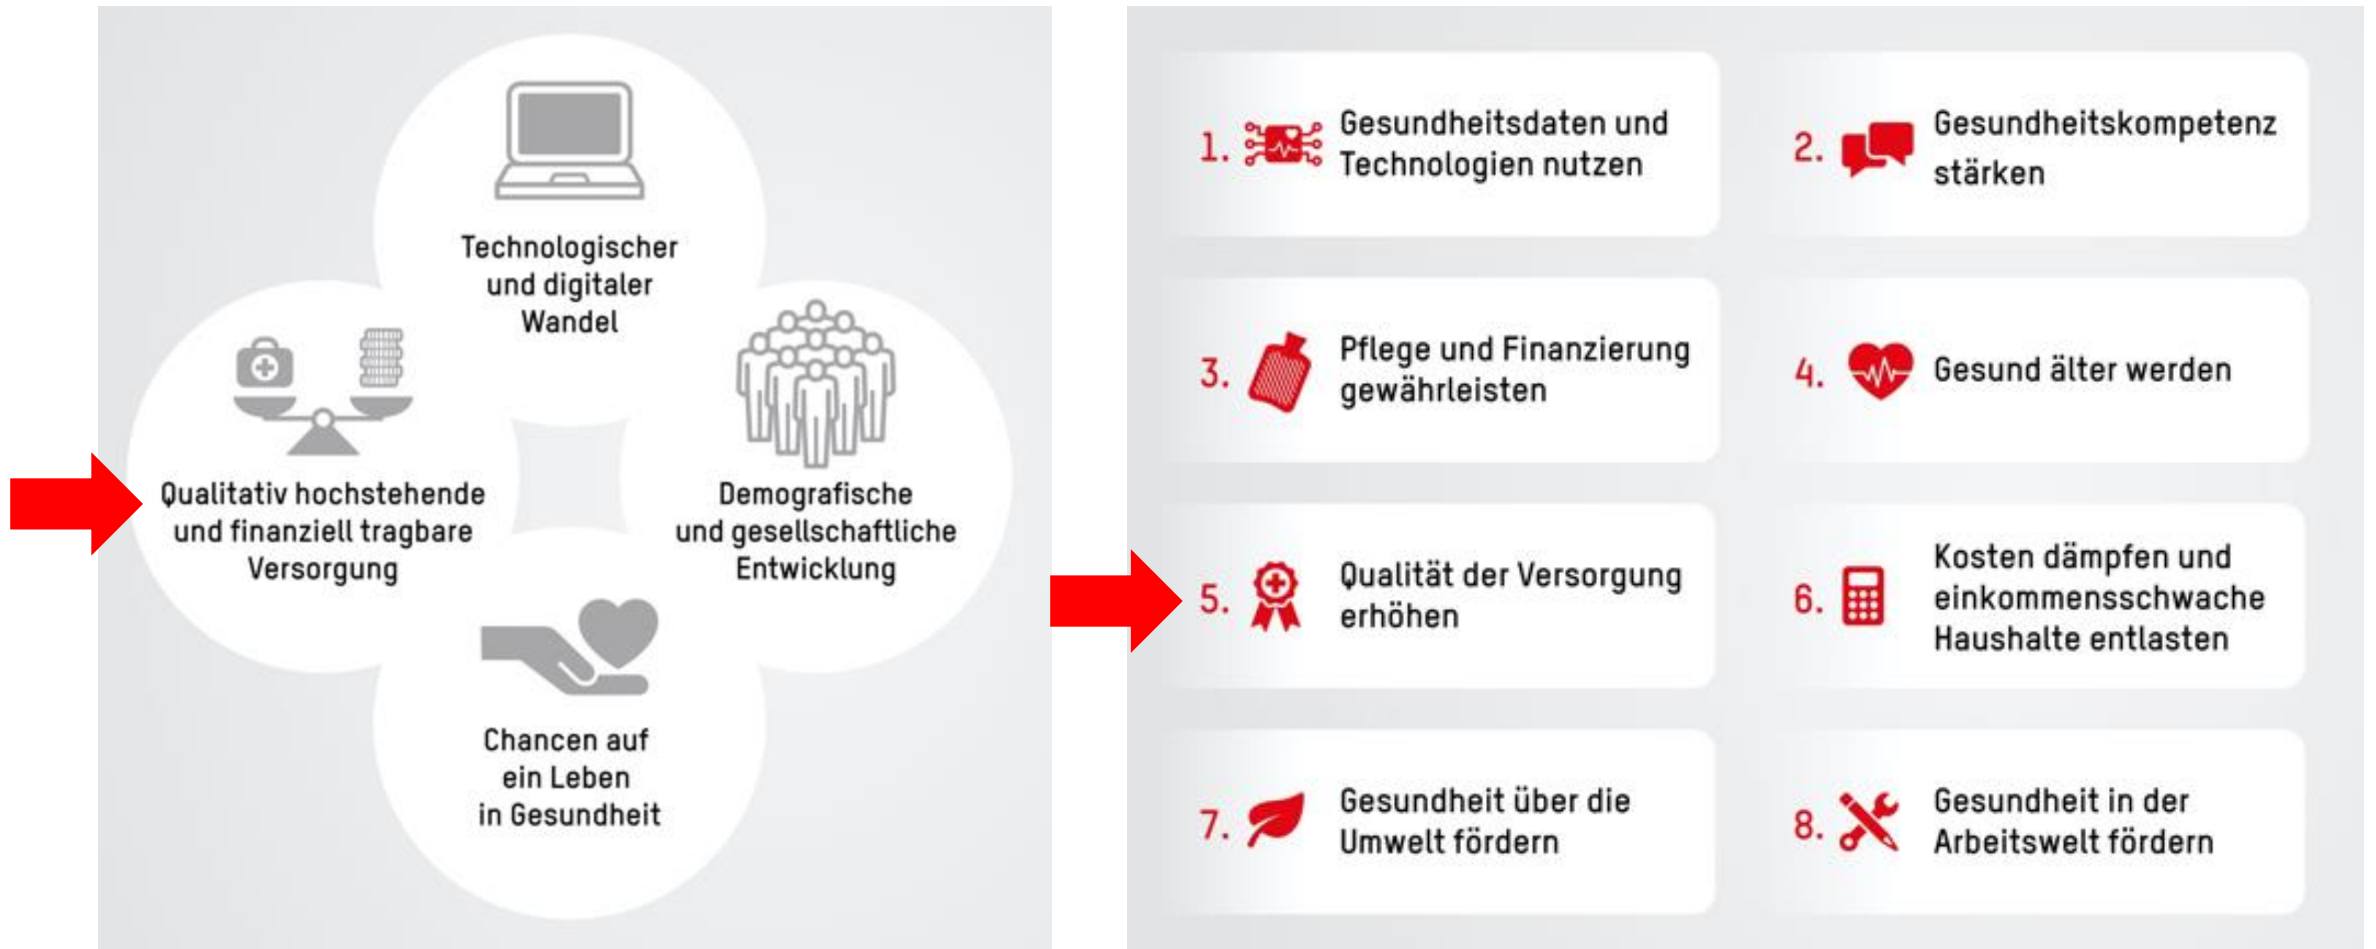 Technologischer
und digitaler
Wandel
Qualitativ hochstehende
und finanziell tragbare
Versorgung
Demografische
und gesellschaftliche
Entwicklung
Chancen auf
ein Leben
in Gesundheit
1. Gesundheitsdaten und
Technologien nutzen
2. Gesundheitskompetenz
stärken
3. Pflege und Finanzierung
gewährleisten
4. Gesund älter werden
5. Qualität der Versorgung
erhöhen
6. Kosten dämpfen und
einkommensschwache
Haushalte entlasten
7. Gesundheit über die
Umwelt fördern
8. Gesundheit in der
Arbeitswelt fördern